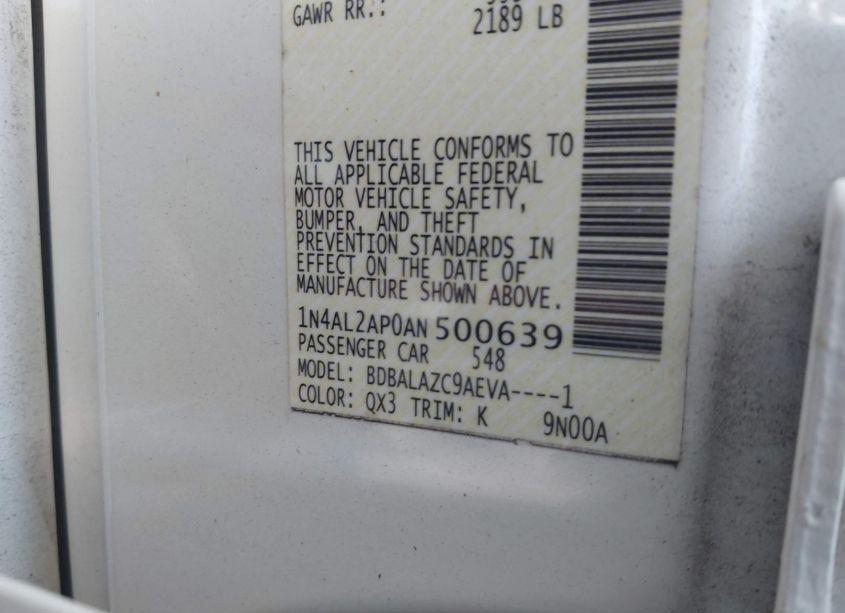 GAWR RR.:
2189 LB
THIS VEHICLE CONFORMS TO
ALL APPLICABLE FEDERAL
MOTOR VEHICLE SAFETY,
BUMPER, AND THEFT
PREVENTION STANDARDS IN
EFFECT ON THE DATE OF
MANUFACTURE SHOWN ABOVE.
1N4AL2AP0AN500639
PASSENGER CAR 548
MODEL: BDBALAZC9AEVA----1
COLOR: QX3 TRIM: K 9N00A